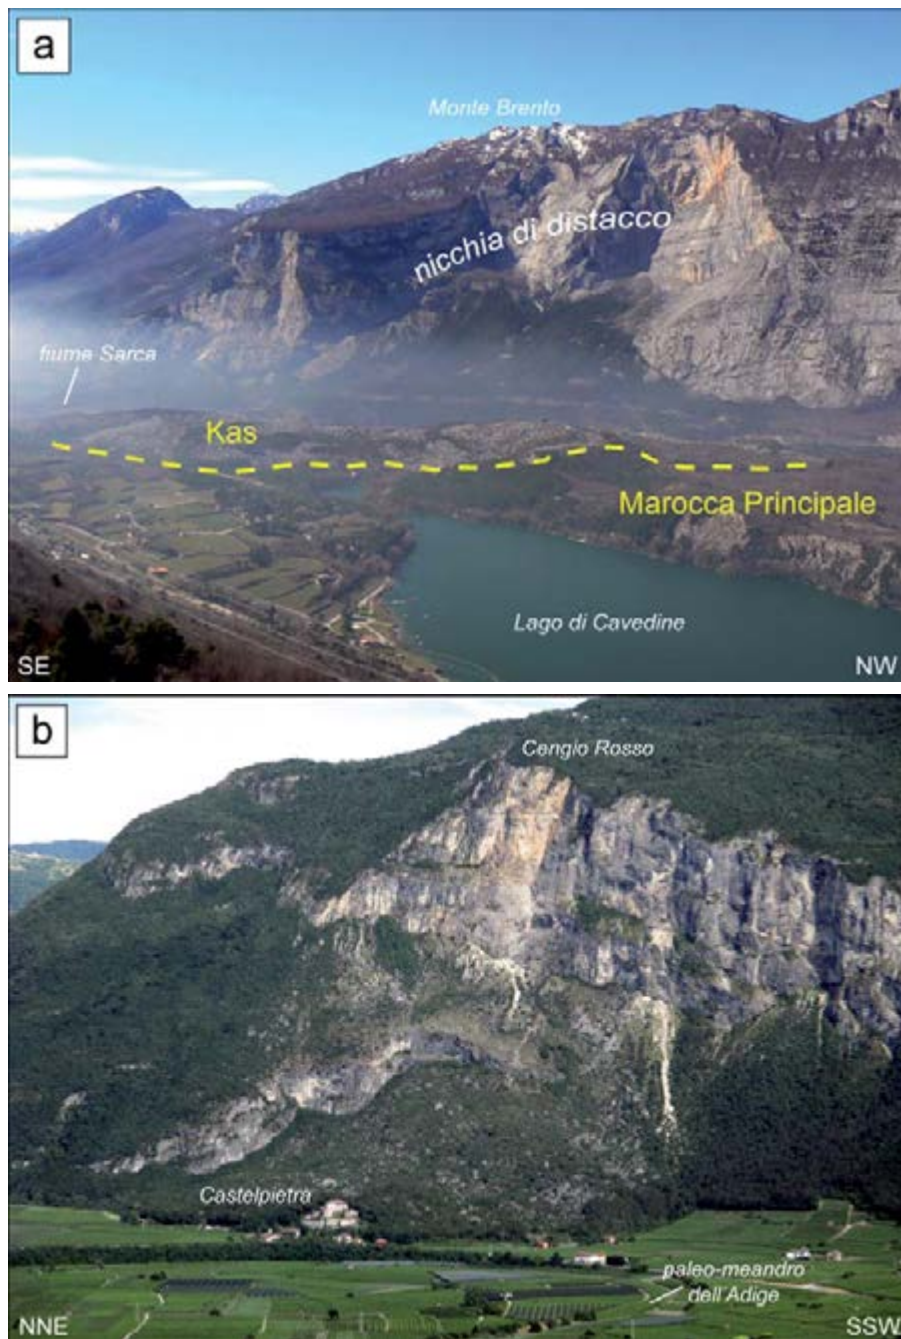 a
Monte Brento
nicchia di distacco
fiume Sarca
Kas
Marocca Principale
Lago di Cavedine
SE
NW
b
Cengio Rosso
Castelpietra
paleo-meandro
dell'Adige
NNE
SSW